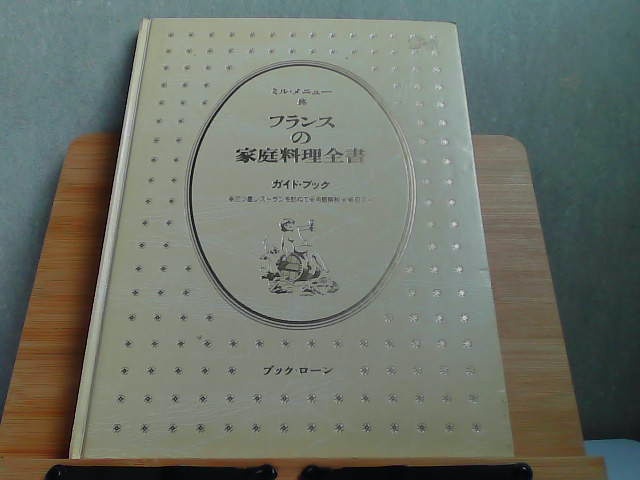 ミル・メニュー
フランス
の
家庭料理全書
ガイド・ブック
ブック・ローン